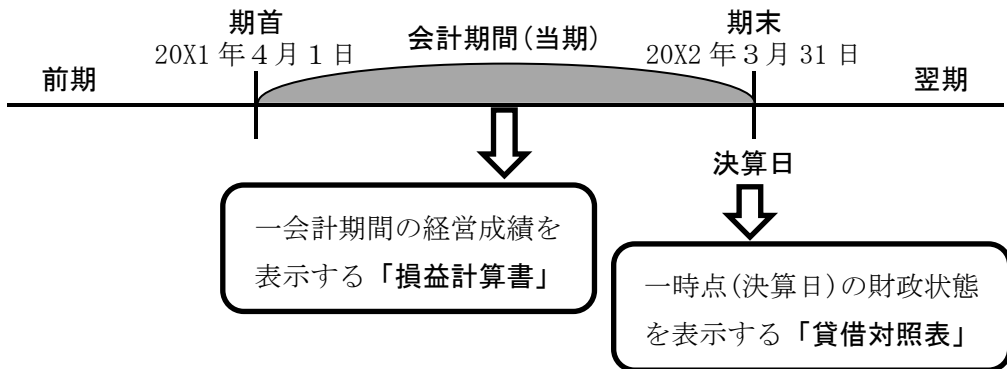 期首
20X1年４月１日
会計期間(当期)
期末
20X2年３月31日
前期
翌期
決算日
一会計期間の経営成績を
表示する「損益計算書」
一時点(決算日)の財政状態
を表示する「貸借対照表」